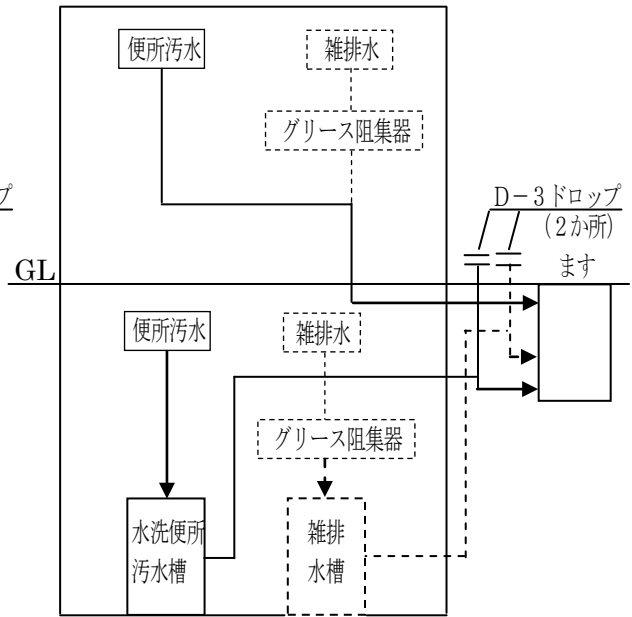 便所汚水
雑排水
グリース阻集器
プ
D-3ドロップ
(2か所)
GL
ます
便所汚水
雑排水
グリース阻集器
水洗便所
汚水槽
雑排
水槽